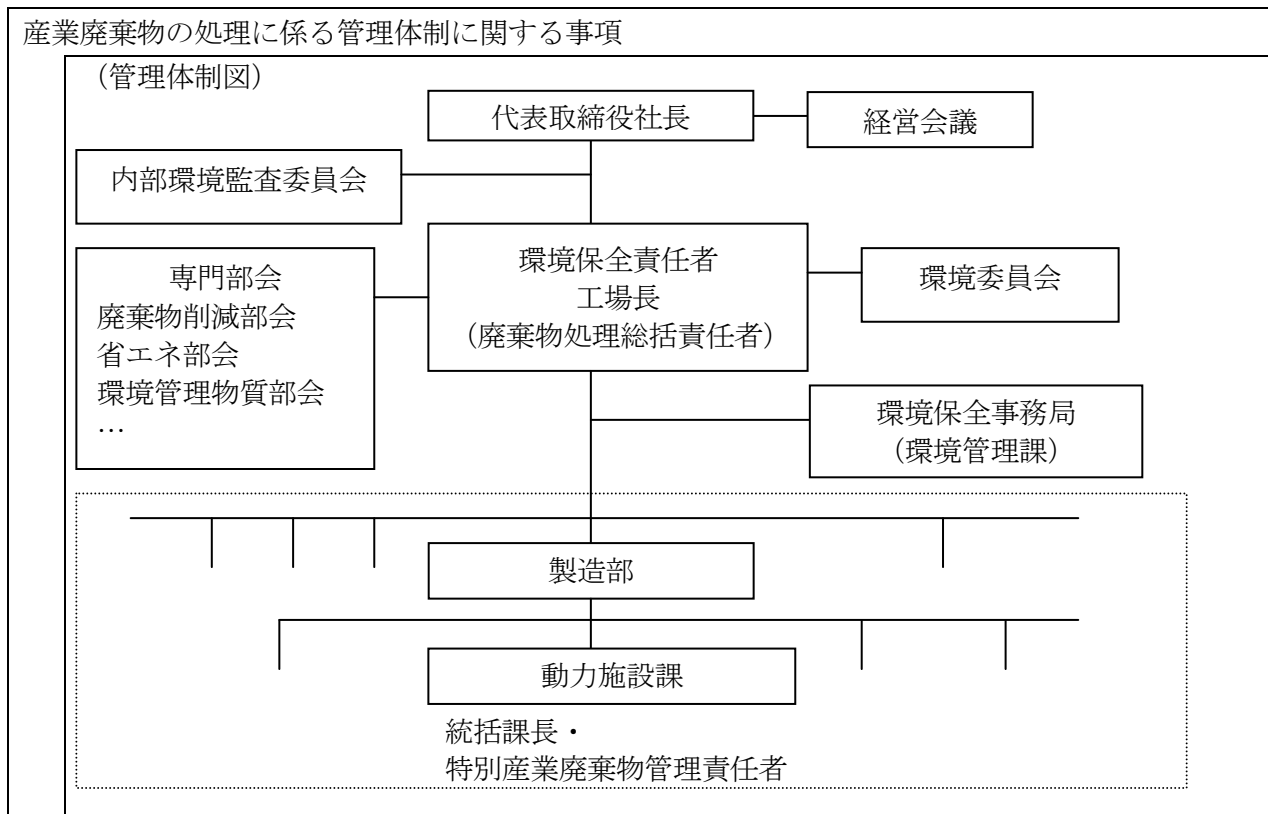 産業廃棄物の処理に係る管理体制に関する事項
（管理体制図）
代表取締役社長
経営会議
内部環境監査委員会
環境保全責任者
工場長
（廃棄物処理総括責任者）
環境委員会
専門部会
廃棄物削減部会
省エネ部会
環境管理物質部会
…
環境保全事務局
（環境管理課）
製造部
動力施設課
統括課長・
特別産業廃棄物管理責任者